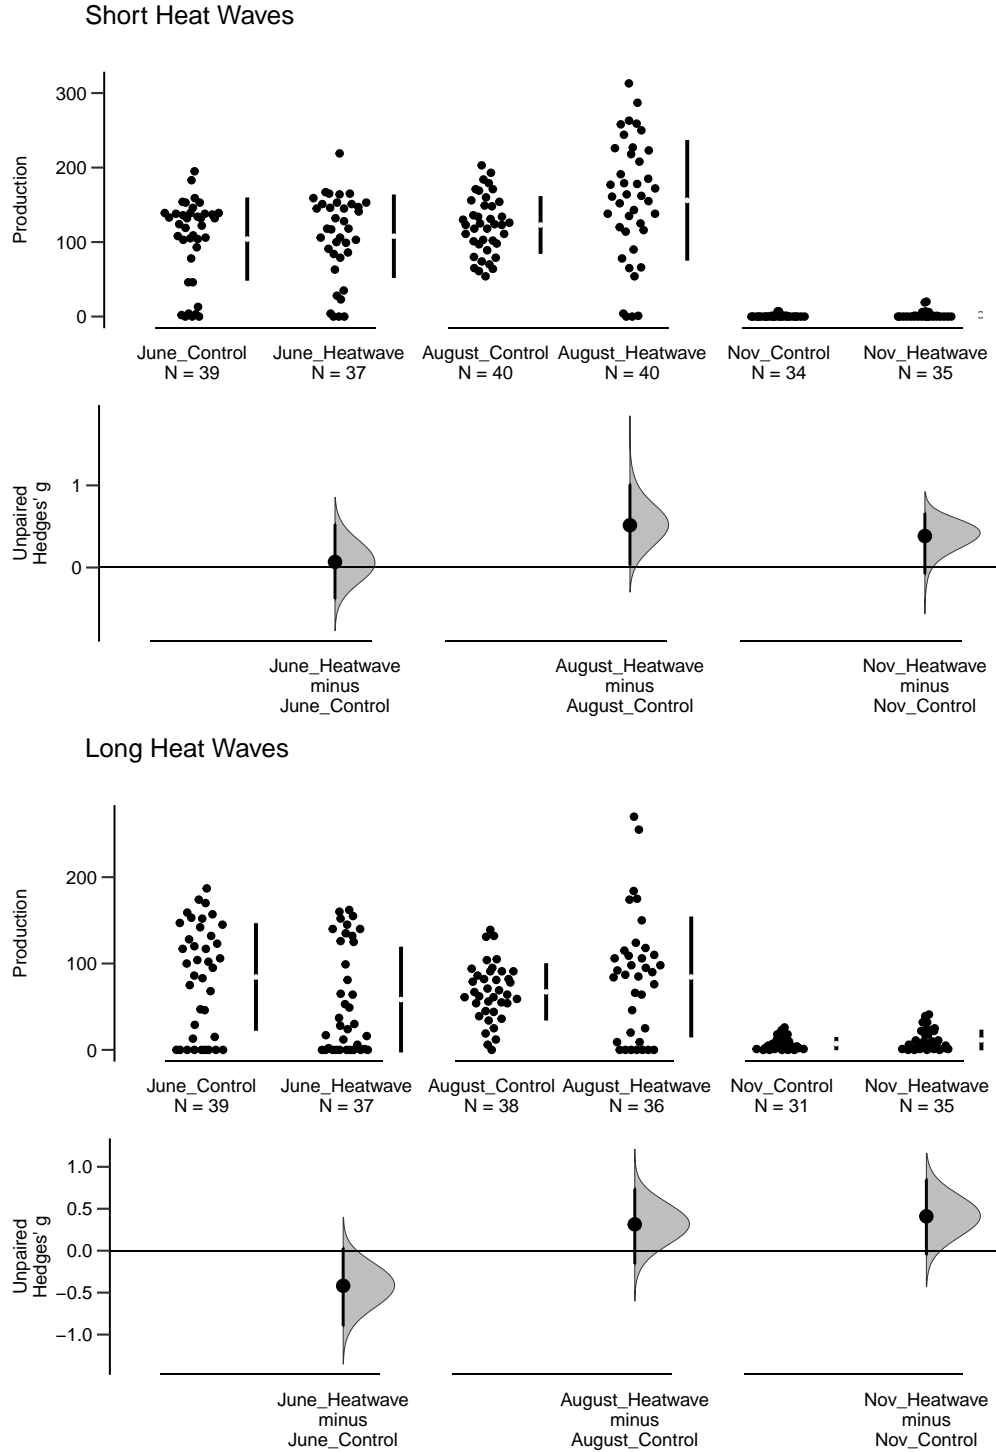 Short Heat Waves
Production
300
200
100
0
June_Control June_Heatwave August_Control August_Heatwave Nov_Control Nov_Heatwave
N = 39 N = 37 N = 40 N = 40 N = 34 N = 35
Unpaired
Hedges' g
1
0
June_Heatwave August_Heatwave Nov_Heatwave
minus minus minus
June_Control August_Control Nov_Control
Long Heat Waves
Production
200
100
0
June_Control June_Heatwave August_Control August_Heatwave Nov_Control Nov_Heatwave
N = 39 N = 37 N = 38 N = 36 N = 31 N = 35
Unpaired
Hedges' g
1.0
0.5
0.0
−0.5
−1.0
June_Heatwave August_Heatwave Nov_Heatwave
minus minus minus
June_Control August_Control Nov_Control